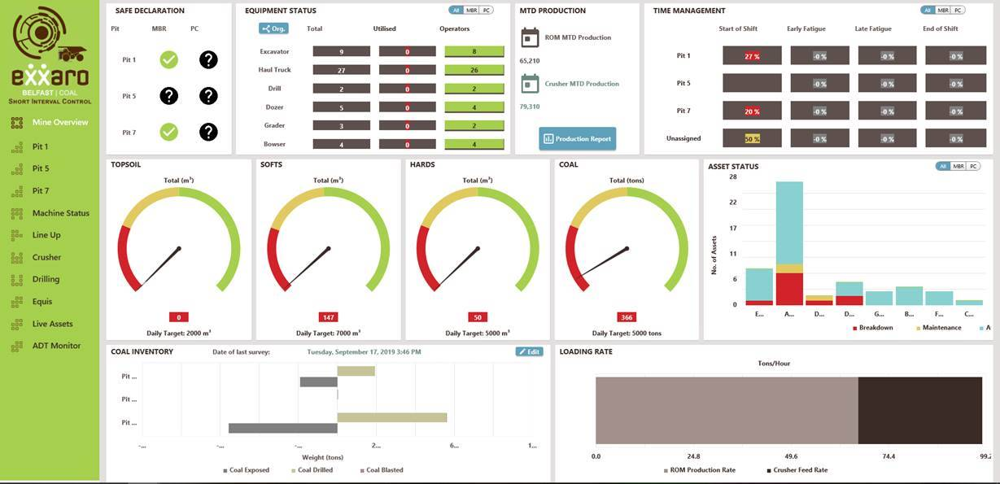 exxaro
BELFAST | COAL
SHORT INTERVAL CONTROL
Mine Overview
Pit 1
Pit 5
Pit 7
Machine Status
Line Up
Crusher
Drilling
Equis
Live Assets
ADT Monitor
SAFE DECLARATION
Pit MBR PC
Pit 1 ?
Pit 5 ? ?
Pit 7 ?
EQUIPMENT STATUS All MBR PC
Org. Total Utilised Operators
Excavator 9 0 8
Haul Truck 27 0 26
Drill 2 0 2
Dozer 5 0 4
Grader 3 0 2
Bowser 4 0 4
MTD PRODUCTION
ROM MTD Production
65,210
Crusher MTD Production
79,310
Production Report
TIME MANAGEMENT All MBR PC
Start of Shift Early Fatigue Late Fatigue End of Shift
Pit 1 27 % -0 % -0 % -0 %
Pit 5 -0 % -0 % -0 %
Pit 7 20 % -0 % -0 % -0 %
Unassigned 50 % -0 % -0 % -0 %
TOPSOIL
Total (m³)
0
Daily Target: 2000 m³
SOFTS
Total (m³)
147
Daily Target: 7000 m³
HARDS
Total (m³)
50
Daily Target: 5000 m³
COAL
Total (tons)
366
Daily Target: 5000 tons
ASSET STATUS All MBR PC
No. of Assets
28
22
17
11
6
0
E... A... D... D... G... B... F... C...
Breakdown Maintenance A
COAL INVENTORY Date of last survey: Tuesday, September 17, 2019 3:46 PM Edit
Pit ...
Pit ...
Pit ...
-... -... -... 2... 6... 1...
Weight (tons)
Coal Exposed Coal Drilled Coal Blasted
LOADING RATE
Tons/Hour
0.0 24.8 49.6 74.4 99.2
ROM Production Rate Crusher Feed Rate